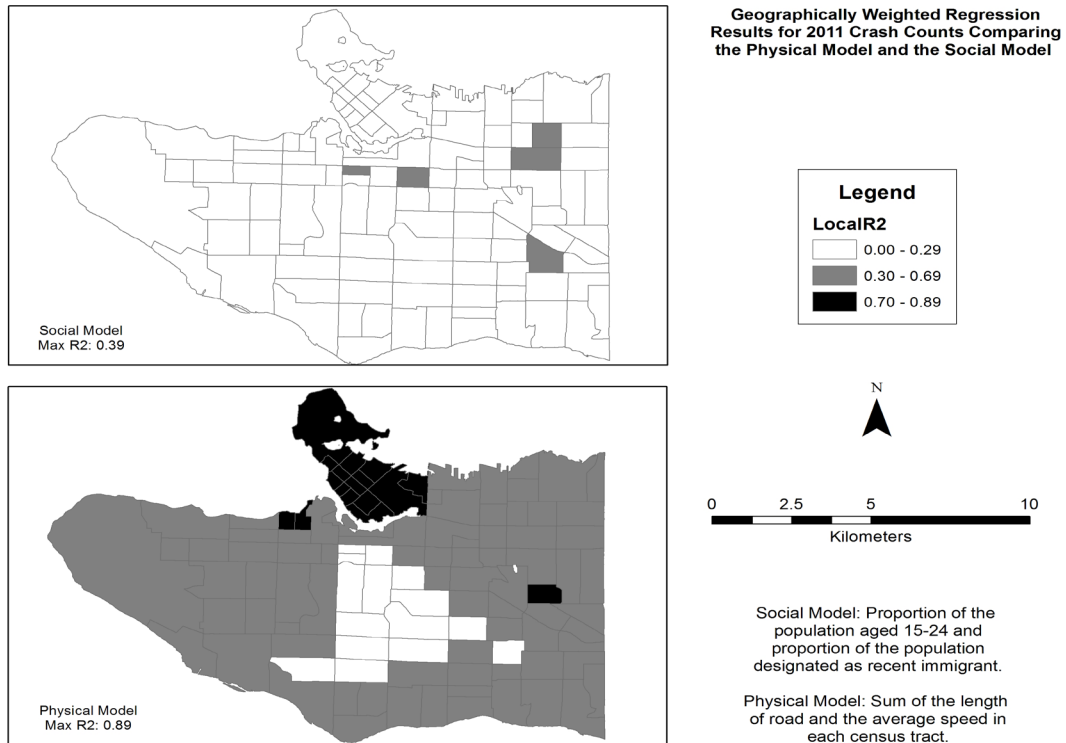 Geographically Weighted Regression
Results for 2011 Crash Counts Comparing
the Physical Model and the Social Model
Social Model
Max R2: 0.39
Legend
LocalR2
0.00 - 0.29
0.30 - 0.69
0.70 - 0.89
N
0 2.5 5 10
Kilometers
Physical Model
Max R2: 0.89
Social Model: Proportion of the
population aged 15-24 and
proportion of the population
designated as recent immigrant.
Physical Model: Sum of the length
of road and the average speed in
each census tract.